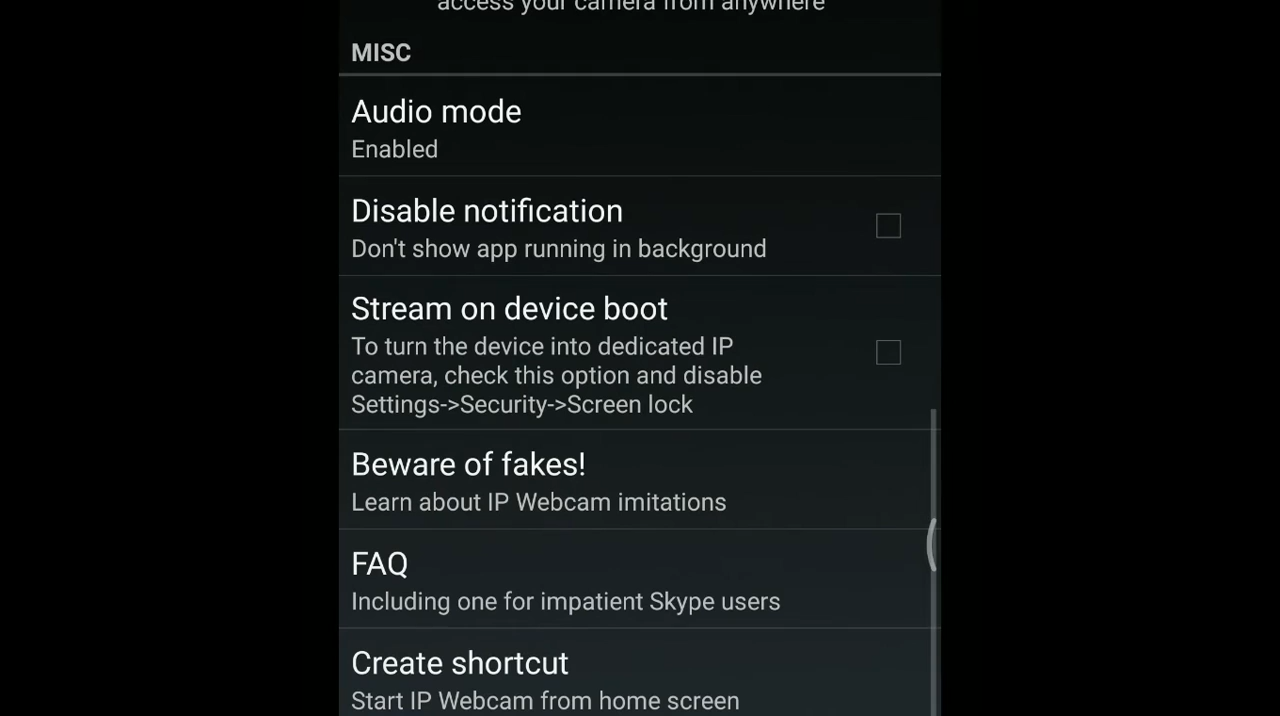 access your camera from anywhere
MISC
Audio mode
Enabled
Disable notification
Don't show app running in background
Stream on device boot
To turn the device into dedicated IP
camera, check this option and disable
Settings->Security->Screen lock
Beware of fakes!
Learn about IP Webcam imitations
FAQ
Including one for impatient Skype users
Create shortcut
Start IP Webcam from home screen